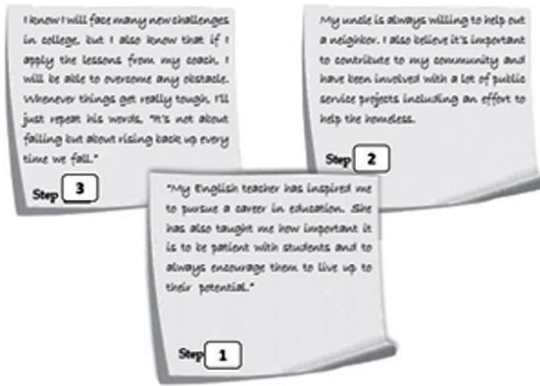 I know I will face many new challenges
in college, but I also know that if I
apply the lessons from my coach, I
will be able to overcome any obstacle.
Whenever things get really tough, I'll
just repeat his words, "It's not about
falling but about rising back up every
time we fall."
Step 3
My uncle is always willing to help out
a neighbor. I also believe it's important
to contribute to my community and
have been involved with a lot of public
service projects including an effort to
help the homeless.
Step 2
"My English teacher has inspired me
to pursue a career in education. She
has also taught me how important it
is to be patient with students and to
always encourage them to live up to
their potential."
Step 1